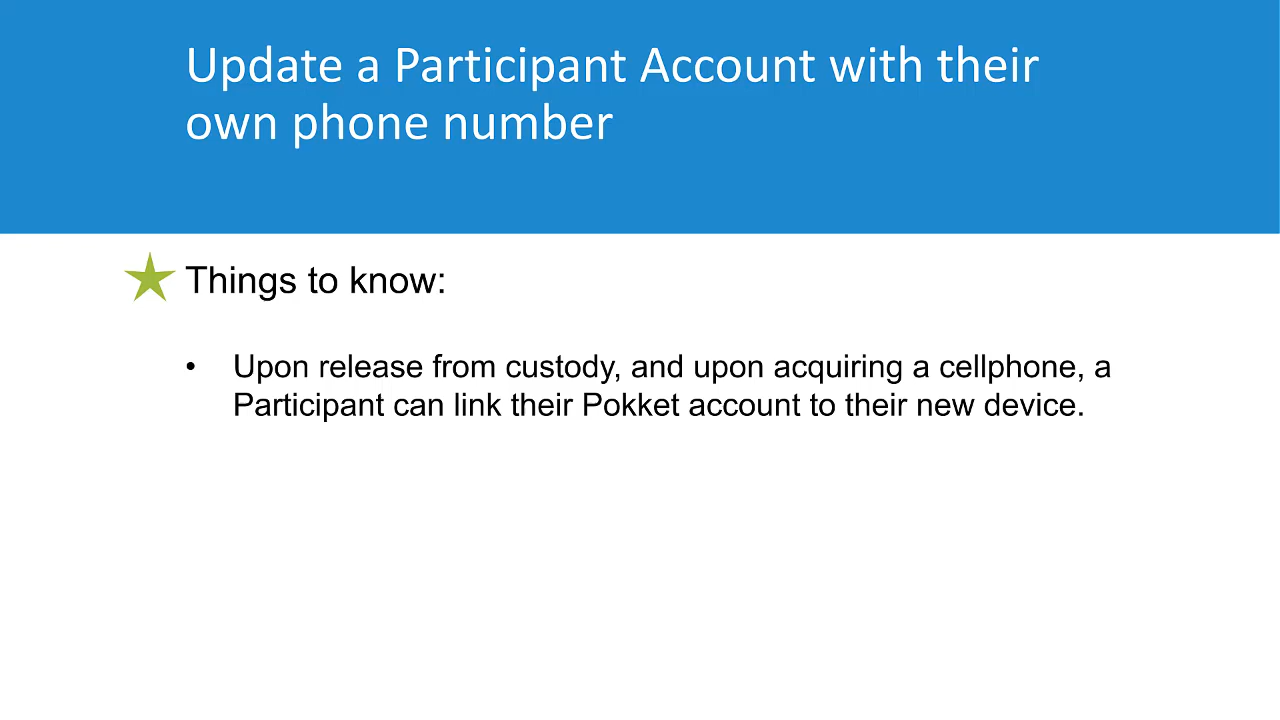 Update a Participant Account with their
own phone number
Things to know:
• Upon release from custody, and upon acquiring a cellphone, a
Participant can link their Pokket account to their new device.